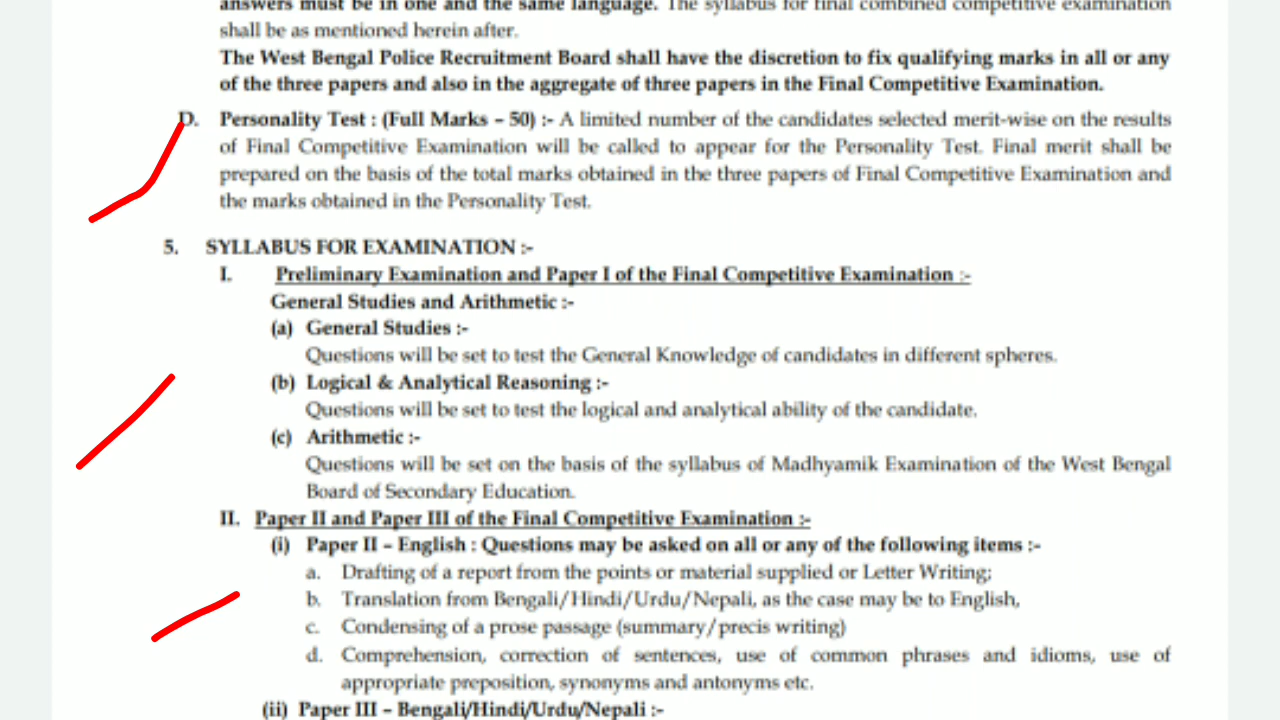 answers must be in one and the same language. The syllabus for final combined competitive examination
shall be as mentioned herein after.
The West Bengal Police Recruitment Board shall have the discretion to fix qualifying marks in all or any
of the three papers and also in the aggregate of three papers in the Final Competitive Examination.
D. Personality Test : (Full Marks – 50) :- A limited number of the candidates selected merit-wise on the results
of Final Competitive Examination will be called to appear for the Personality Test. Final merit shall be
prepared on the basis of the total marks obtained in the three papers of Final Competitive Examination and
the marks obtained in the Personality Test.
5. SYLLABUS FOR EXAMINATION :-
I. Preliminary Examination and Paper I of the Final Competitive Examination :-
General Studies and Arithmetic :-
(a) General Studies :-
Questions will be set to test the General Knowledge of candidates in different spheres.
(b) Logical & Analytical Reasoning :-
Questions will be set to test the logical and analytical ability of the candidate.
(c) Arithmetic :-
Questions will be set on the basis of the syllabus of Madhyamik Examination of the West Bengal
Board of Secondary Education.
II. Paper II and Paper III of the Final Competitive Examination :-
(i) Paper II – English : Questions may be asked on all or any of the following items :-
a. Drafting of a report from the points or material supplied or Letter Writing;
b. Translation from Bengali/Hindi/Urdu/Nepali, as the case may be to English,
c. Condensing of a prose passage (summary/precis writing)
d. Comprehension, correction of sentences, use of common phrases and idioms, use of
appropriate preposition, synonyms and antonyms etc.
(ii) Paper III – Bengali/Hindi/Urdu/Nepali :-